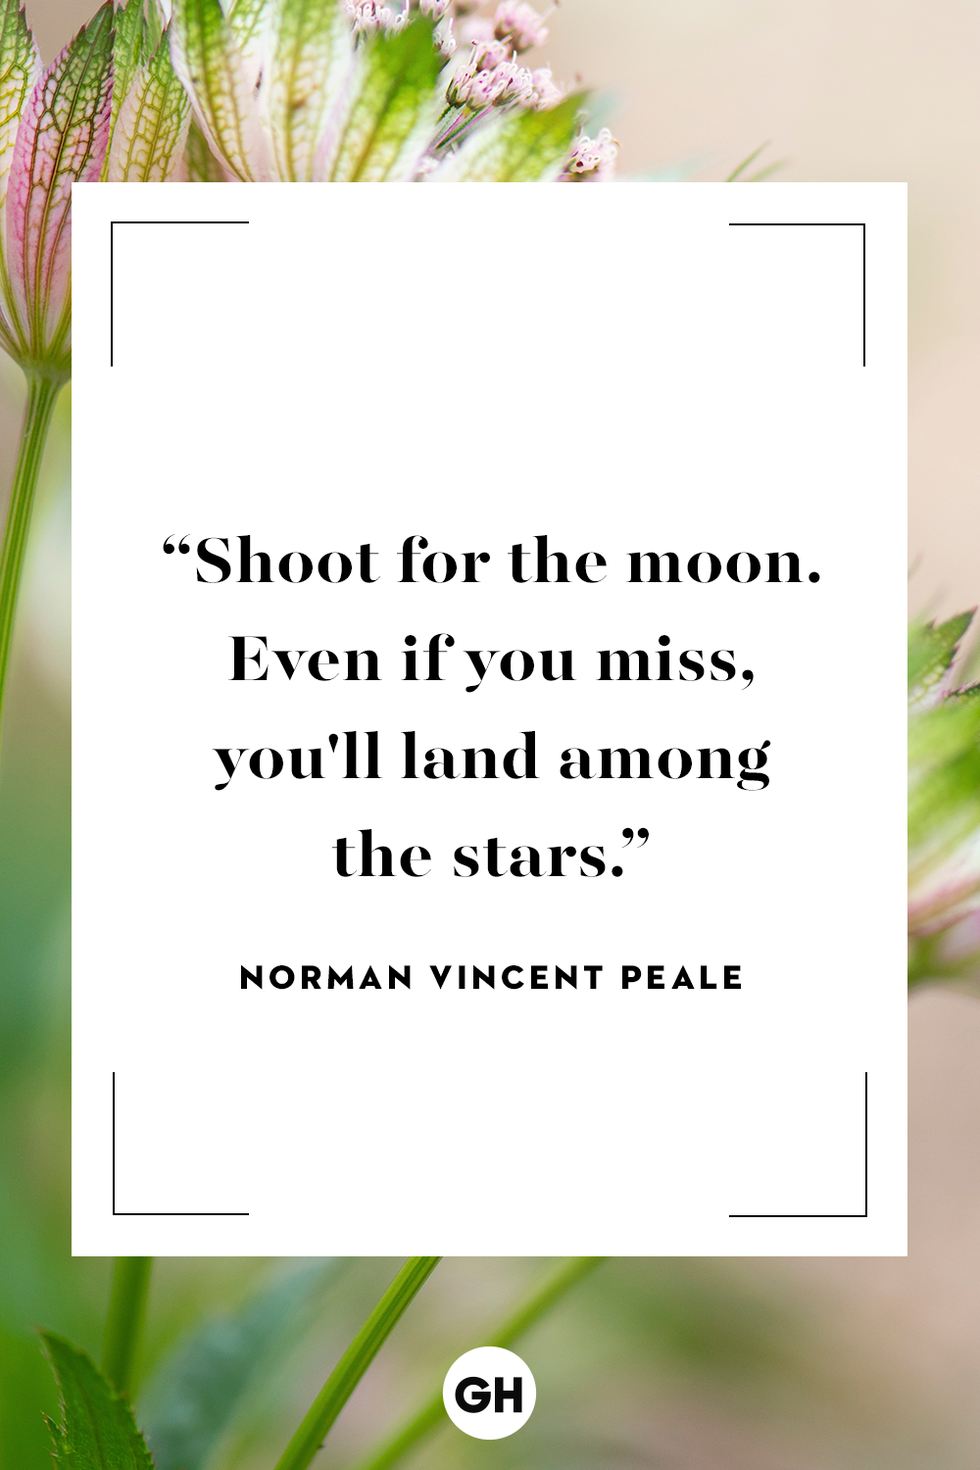 “Shoot for the moon.
Even if you miss,
you'll land among
the stars.”
NORMAN VINCENT PEALE
GH